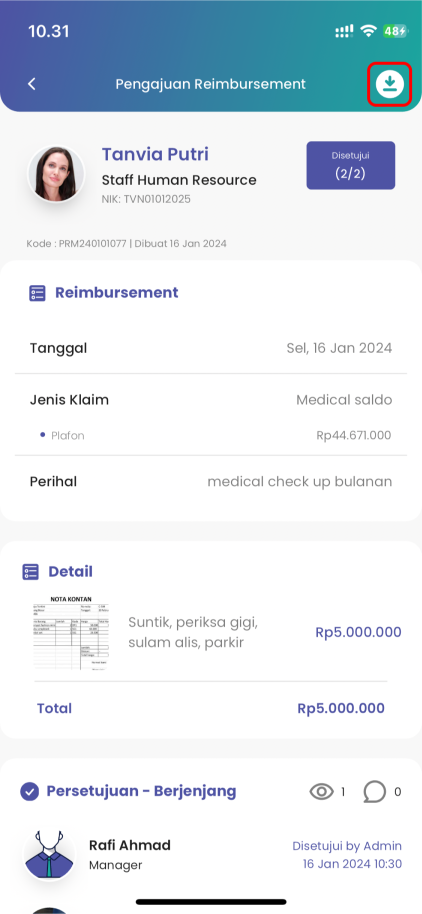 10.31
48
Pengajuan Reimbursement
Tanvia Putri
Staff Human Resource
NIK: TVN01012025
Disetujui
(2/2)
Kode : PRM240101077 | Dibuat 16 Jan 2024
Reimbursement
Tanggal
Sel, 16 Jan 2024
Jenis Klaim
Medical saldo
Plafon
Rp44.671.000
Perihal
medical check up bulanan
Detail
NOTA KONTAN
Suntik, periksa gigi,
sulam alis, parkir
Rp5.000.000
Total
Rp5.000.000
Persetujuan - Berjenjang
1
0
Rafi Ahmad
Manager
Disetujui by Admin
16 Jan 2024 10:30